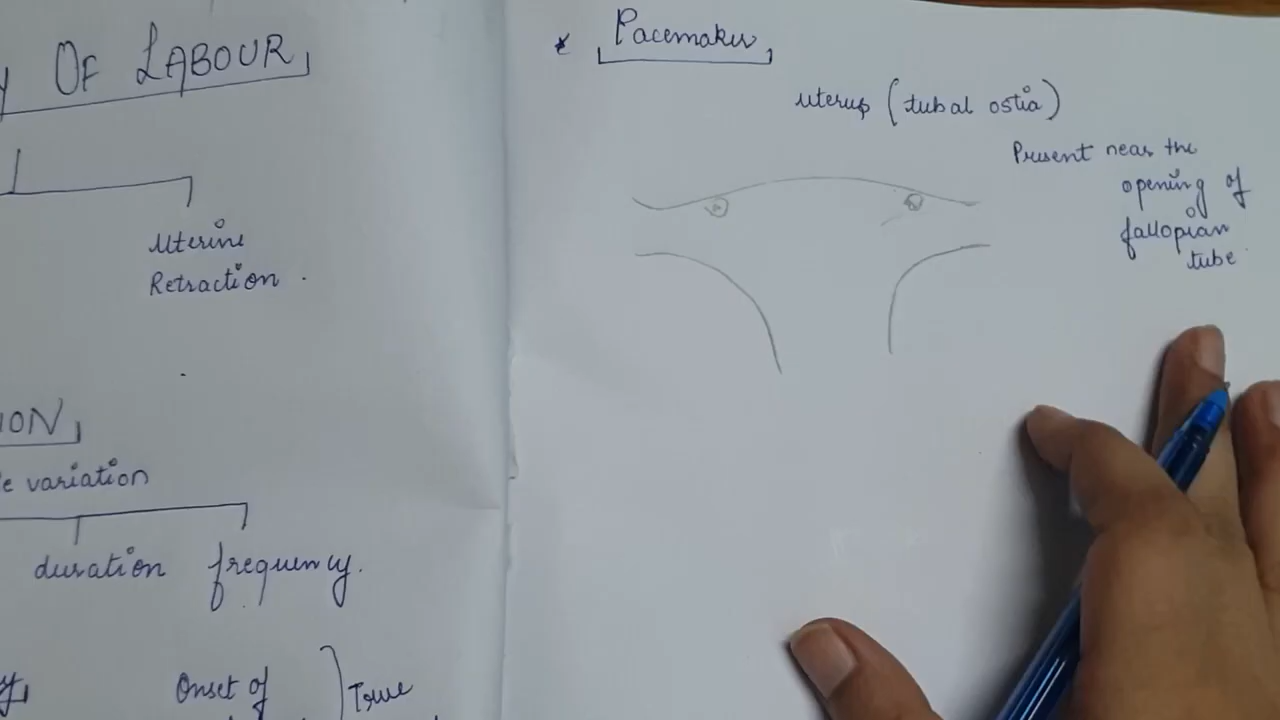 OF LABOUR
Uterine
Retraction.
ION
e variation
duration frequency.
Onset of
True
* Pacemaker
uterus (tubal ostia)
Present near the
opening of
fallopian
tube